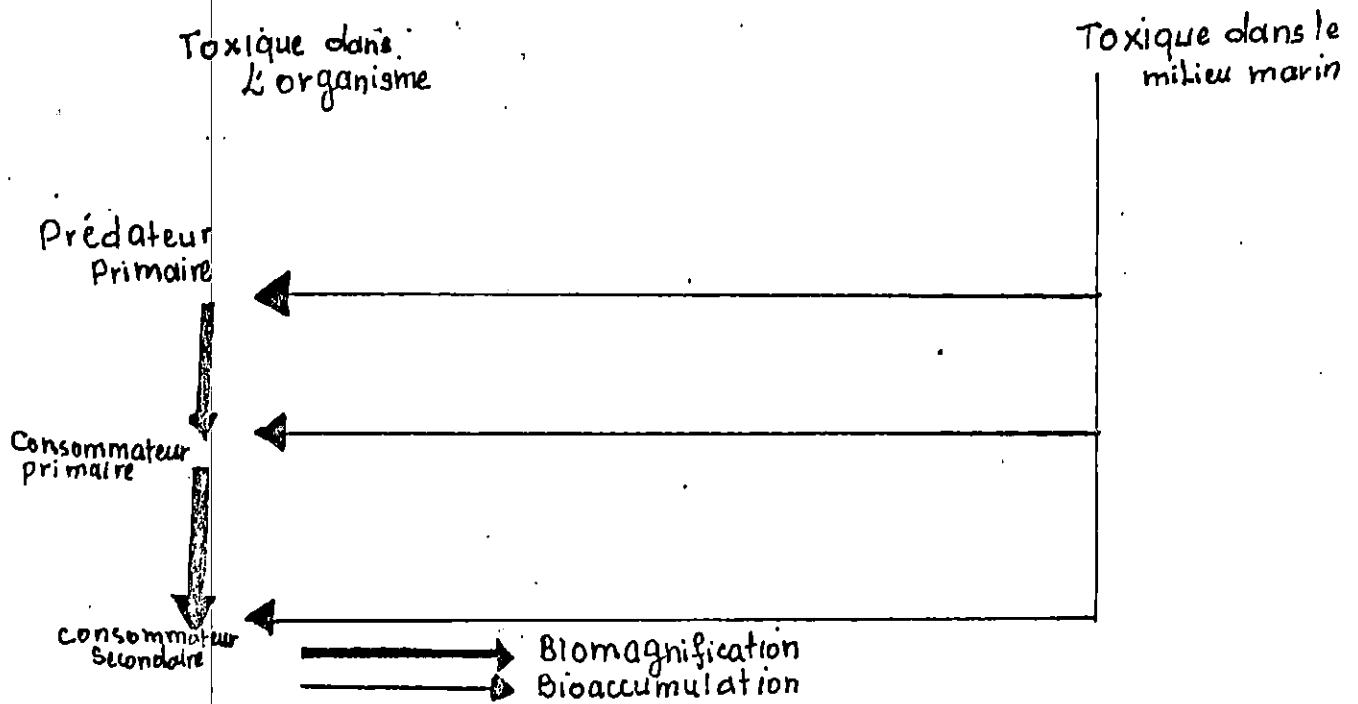 Toxique dans
L'organisme
Toxique dans le
milieu marin
Prédateur
Primaire
Consommateur
primaire
consommateur
Secondaire
Biomagnification
Bioaccumulation